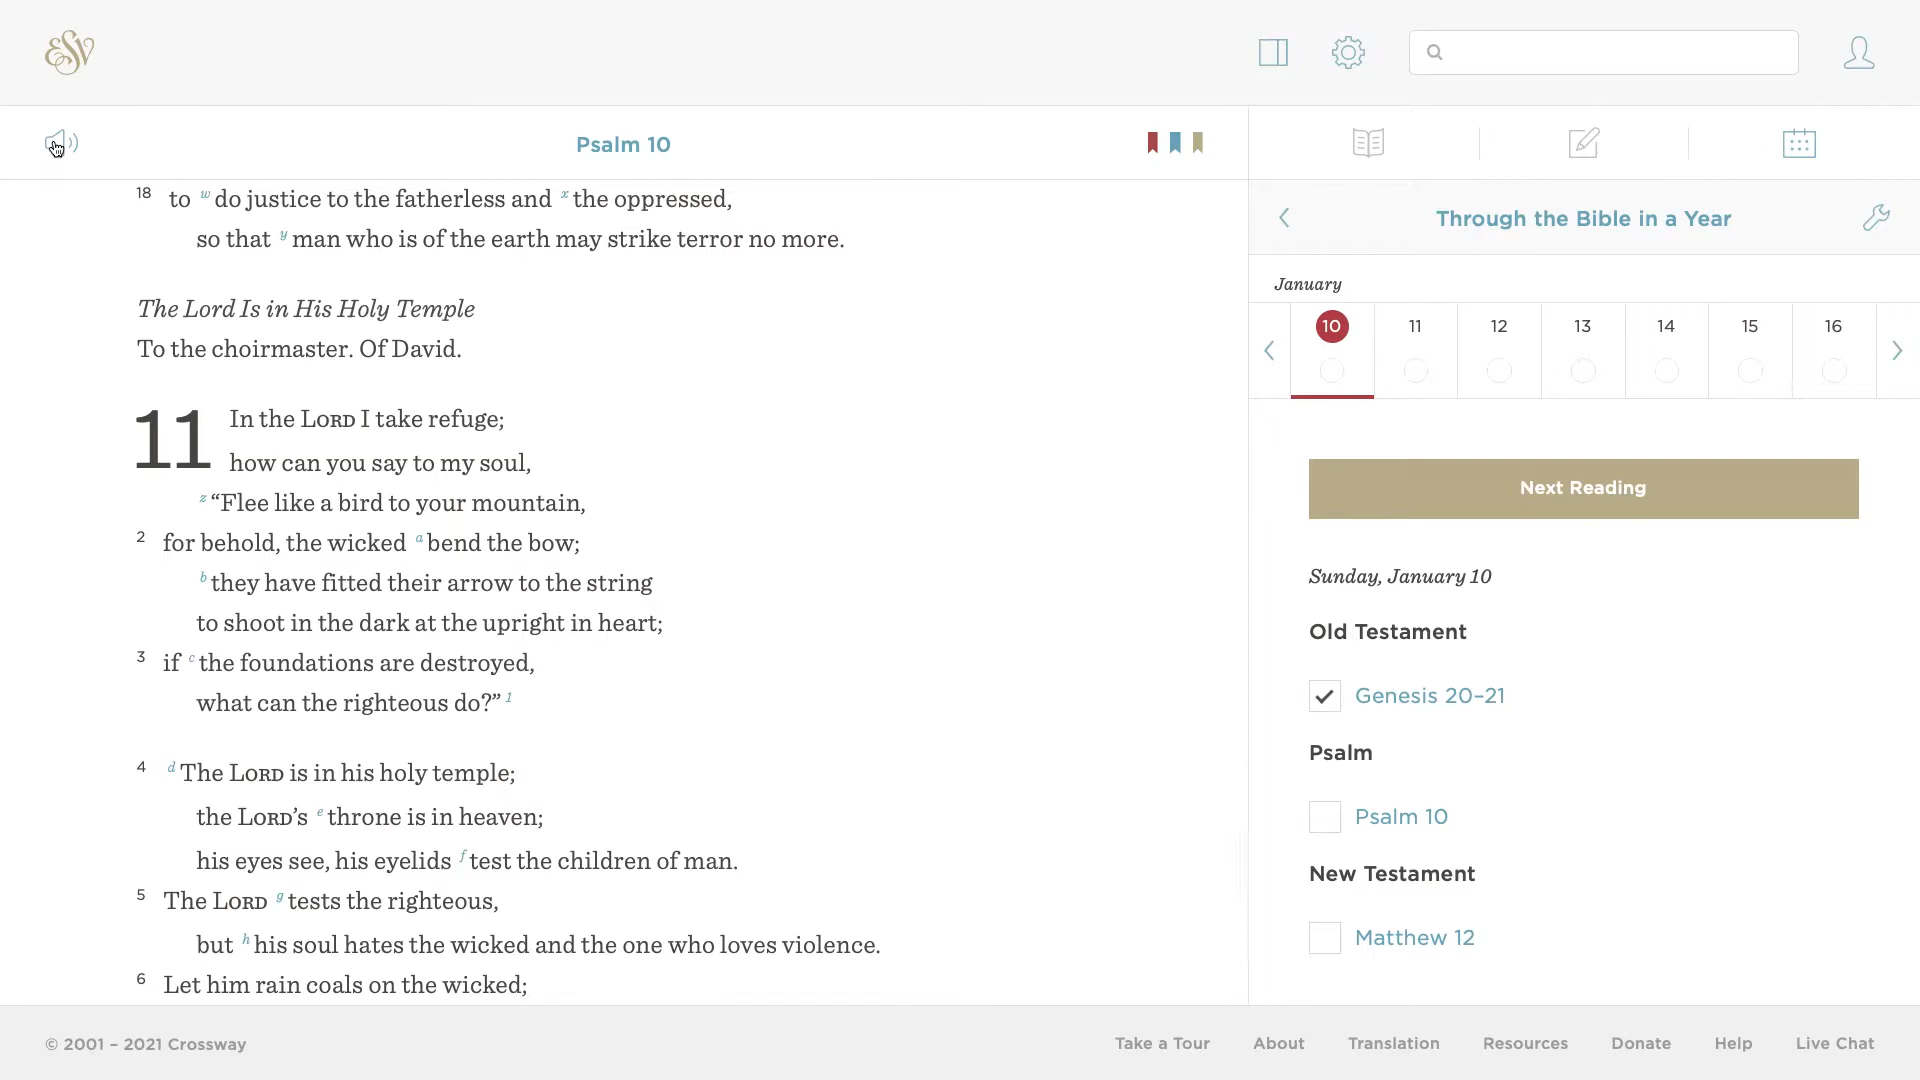 ESV
Psalm 10
18 to w do justice to the fatherless and x the oppressed,
so that y man who is of the earth may strike terror no more.
The Lord Is in His Holy Temple
To the choirmaster. Of David.
11 In the LORD I take refuge;
how can you say to my soul,
z “Flee like a bird to your mountain,
2 for behold, the wicked a bend the bow;
b they have fitted their arrow to the string
to shoot in the dark at the upright in heart;
3 if c the foundations are destroyed,
what can the righteous do?” 1
4 d The LORD is in his holy temple;
the LORD’s e throne is in heaven;
his eyes see, his eyelids f test the children of man.
5 The LORD g tests the righteous,
but h his soul hates the wicked and the one who loves violence.
6 Let him rain coals on the wicked;
Through the Bible in a Year
January
10 11 12 13 14 15 16
Next Reading
Sunday, January 10
Old Testament
Genesis 20–21
Psalm
Psalm 10
New Testament
Matthew 12
© 2001 – 2021 Crossway
Take a Tour About Translation Resources Donate Help Live Chat